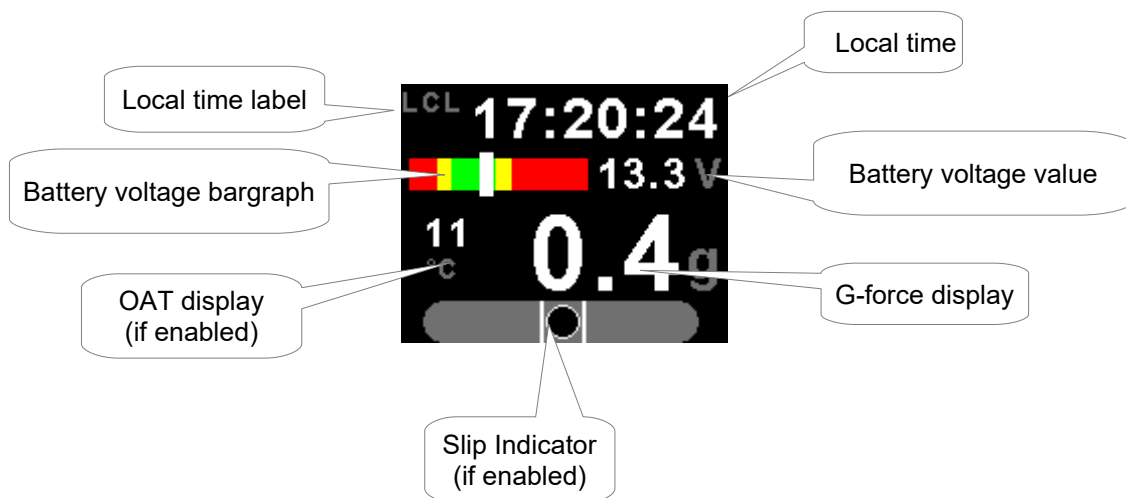 Local time
Local time label
LCL 17:20:24
Battery voltage bargraph
13.3 V
Battery voltage value
11
°C
0.4g
OAT display
(if enabled)
G-force display
Slip Indicator
(if enabled)